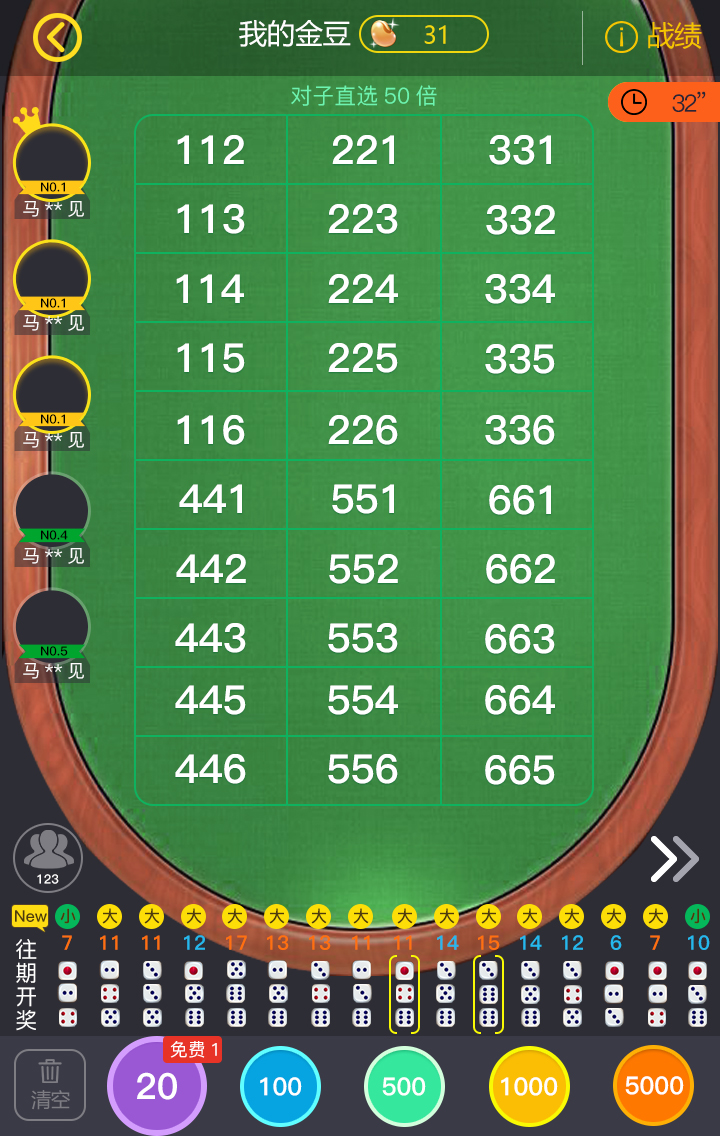 我的金豆 31 战绩
对子直选 50 倍
32”
N0.1
马 ** 见
N0.1
马 ** 见
N0.1
马 ** 见
N0.4
马 ** 见
N0.5
马 ** 见
112 221 331
113 223 332
114 224 334
115 225 335
116 226 336
441 551 661
442 552 662
443 553 663
445 554 664
446 556 665
123
New 小 大 大 大 大 大 大 大 大 大 大 大 大 大 大 小
7 11 11 12 17 13 13 11 11 14 15 14 12 6 7 10
往期开奖
免费 1
清空 20 100 500 1000 5000